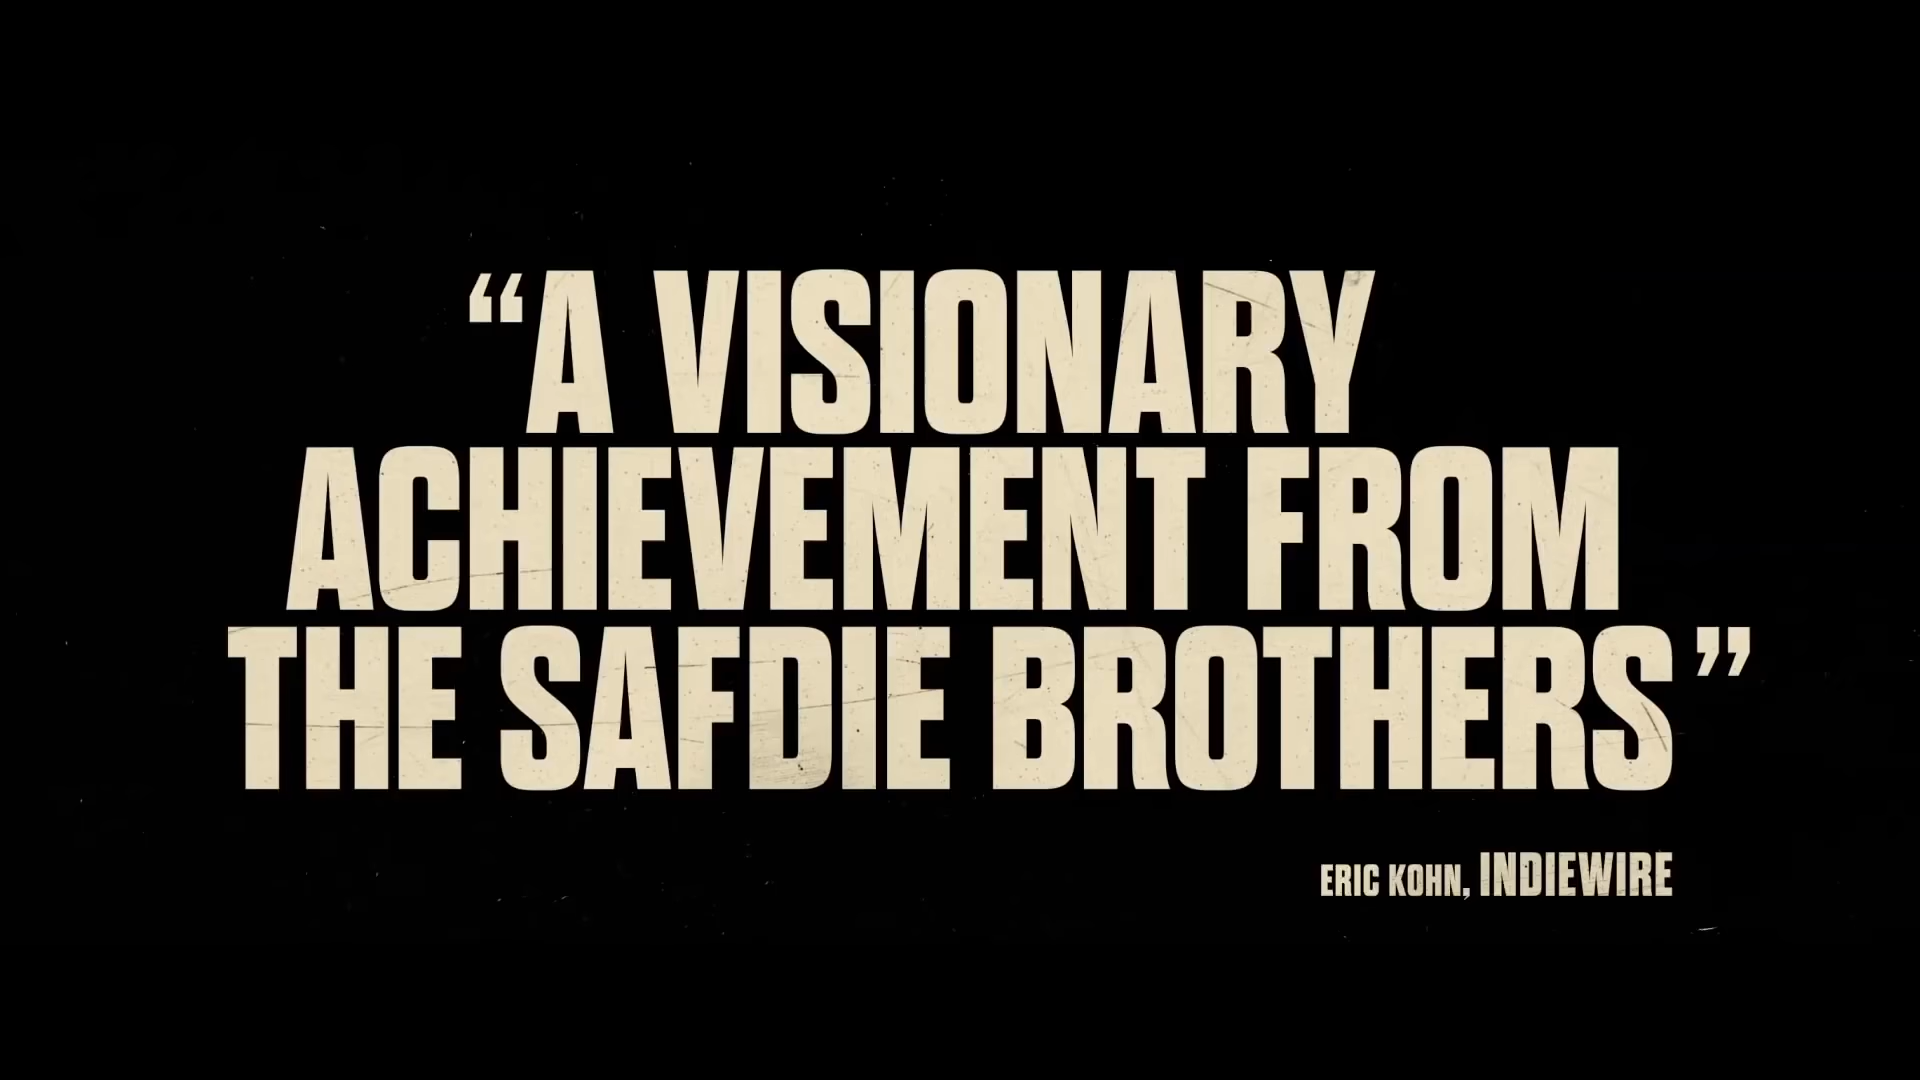 “A VISIONARY
ACHIEVEMENT FROM
THE SAFDIE BROTHERS”
ERIC KOHN, INDIEWIRE